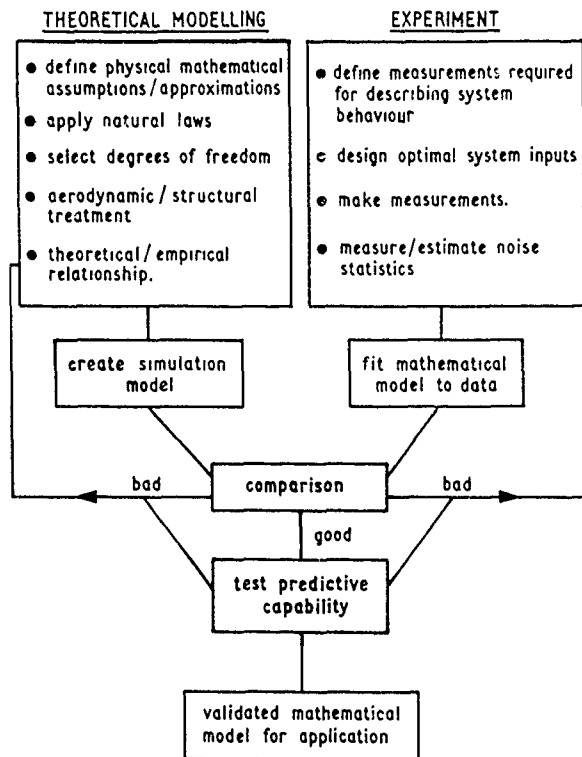 THEORETICAL MODELLING
● define physical mathematical
assumptions/approximations
● apply natural laws
● select degrees of freedom
● aerodynamic / structural
treatment
● theoretical / empirical
relationship.
EXPERIMENT
● define measurements required
for describing system
behaviour
● design optimal system inputs
● make measurements.
● measure/estimate noise
statistics
create simulation
model
fit mathematical
model to data
bad
comparison
bad
good
test predictive
capability
validated mathematical
model for application